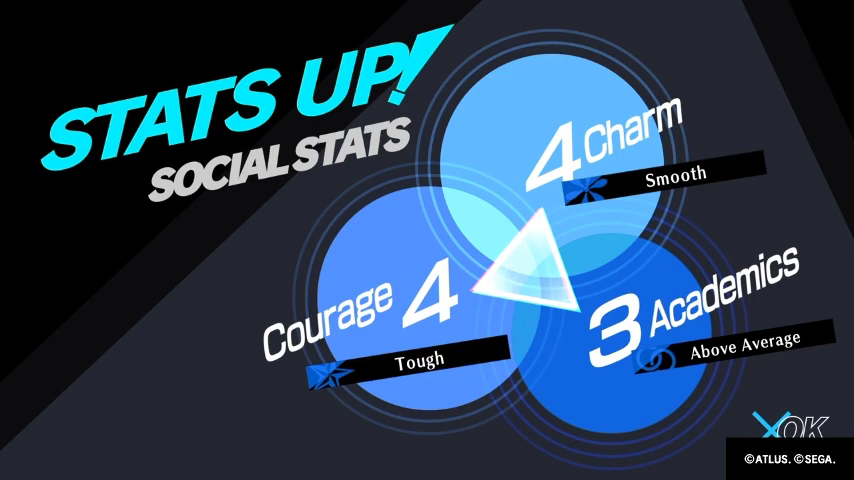 STATS UP!
SOCIAL STATS
4 Charm
Smooth
Courage 4
Tough
3 Academics
Above Average
OK
©ATLUS. ©SEGA.